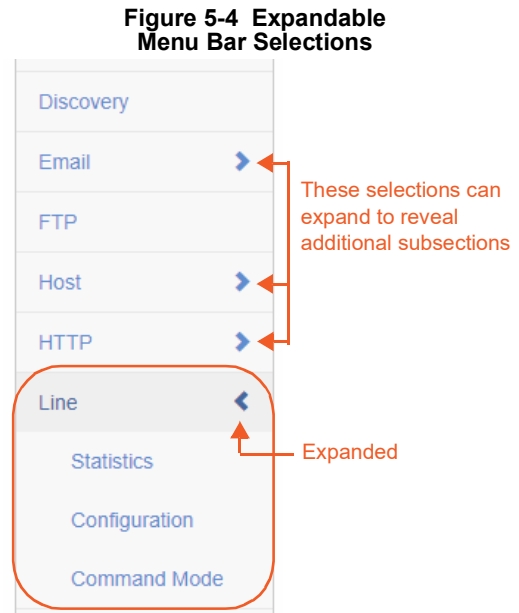 Figure 5-4 Expandable
Menu Bar Selections
Discovery
Email
These selections can
expand to reveal
additional subsections
FTP
Host
HTTP
Line
Expanded
Statistics
Configuration
Command Mode